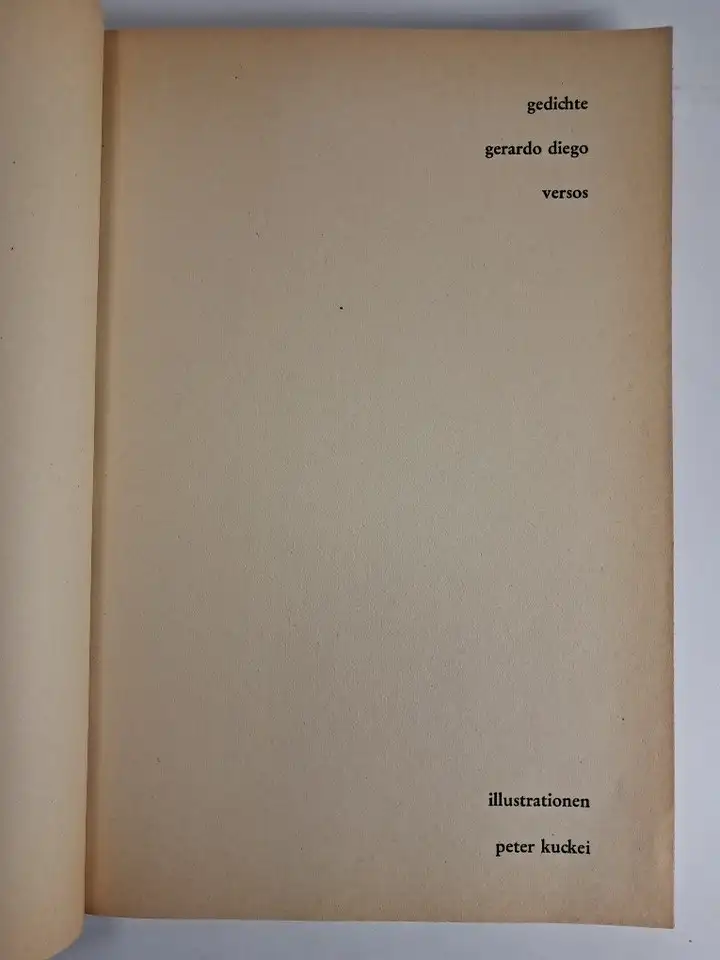 gedichte
gerardo diego
versos
illustrationen
peter kuckei